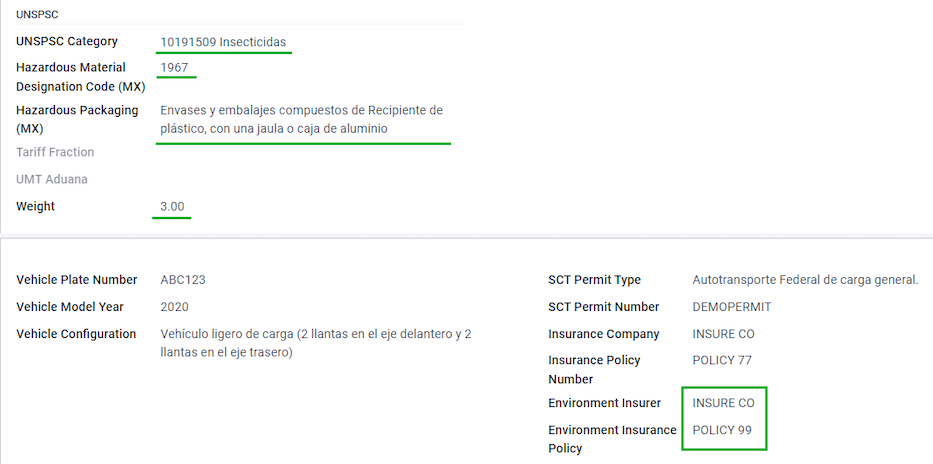 UNSPSC
UNSPSC Category 10191509 Insecticidas
Hazardous Material 1967
Designation Code (MX)
Hazardous Packaging Envases y embalajes compuestos de Recipiente de
(MX) plástico, con una jaula o caja de aluminio
Tariff Fraction
UMT Aduana
Weight 3.00
Vehicle Plate Number ABC123
Vehicle Model Year 2020
Vehicle Configuration Vehículo ligero de carga (2 llantas en el eje delantero y 2
llantas en el eje trasero)
SCT Permit Type Autotransporte Federal de carga general.
SCT Permit Number DEMOPERMIT
Insurance Company INSURE CO
Insurance Policy POLICY 77
Number
Environment Insurer INSURE CO
Environment Insurance POLICY 99
Policy